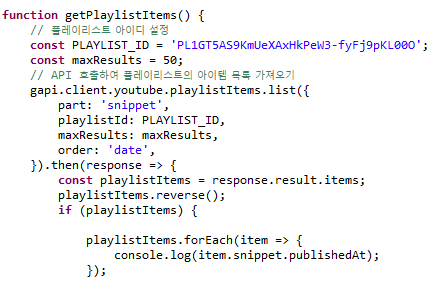 function getPlaylistItems() {
    // 플레이리스트 아이디 설정
    const PLAYLIST_ID = 'PL1GT5AS9KmUeXAxHkPeW3-fyFj9pKL00O';
    const maxResults = 50;
    // API 호출하여 플레이리스트의 아이템 목록 가져오기
    gapi.client.youtube.playlistItems.list({
        part: 'snippet',
        playlistId: PLAYLIST_ID,
        maxResults: maxResults,
        order: 'date',
    }).then(response => {
        const playlistItems = response.result.items;
        playlistItems.reverse();
        if (playlistItems) {
            playlistItems.forEach(item => {
                console.log(item.snippet.publishedAt);
            });